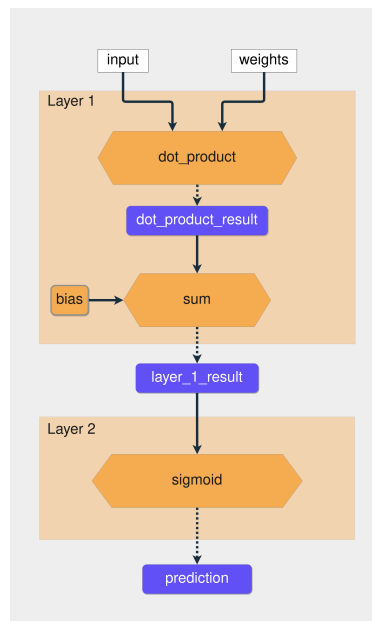 input
weights
Layer 1
dot_product
dot_product_result
bias
sum
layer_1_result
Layer 2
sigmoid
prediction